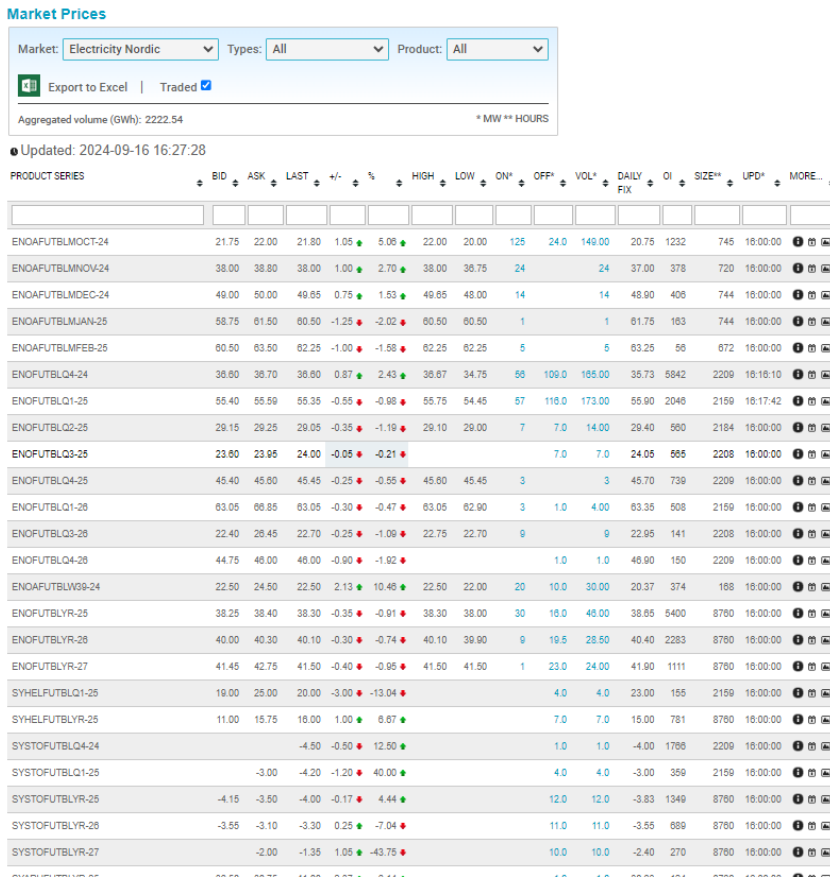 Market Prices
Market: Electricity Nordic Types: All Product: All
Export to Excel | Traded
Aggregated volume (GWh): 2222.54 * MW ** HOURS
Updated: 2024-09-16 16:27:28
PRODUCT SERIES BID ASK LAST +/- % HIGH LOW ON* OFF* VOL* DAILY FIX OI SIZE** UPD* MORE...
ENOAFUTBLMOCT-24 21.75 22.00 21.80 1.05 5.06 22.00 20.00 125 24.0 149.00 20.75 1232 745 16:00:00
ENOAFUTBLMNOV-24 38.00 38.80 38.00 1.00 2.70 38.00 36.75 24 24 37.00 378 720 16:00:00
ENOAFUTBLMDEC-24 49.00 50.00 49.65 0.75 1.53 49.65 48.00 14 14 48.90 406 744 16:00:00
ENOAFUTBLMJAN-25 58.75 61.50 60.50 -1.25 -2.02 60.50 60.50 1 1 61.75 163 744 16:00:00
ENOAFUTBLMFEB-25 60.50 63.50 62.25 -1.00 -1.58 62.25 62.25 5 5 63.25 56 672 16:00:00
ENOFUTBLQ4-24 36.60 36.70 36.60 0.87 2.43 36.67 34.75 56 109.0 165.00 35.73 5842 2209 16:16:10
ENOFUTBLQ1-25 55.40 55.59 55.35 -0.55 -0.98 55.75 54.45 57 116.0 173.00 55.90 2046 2159 16:17:42
ENOFUTBLQ2-25 29.15 29.25 29.05 -0.35 -1.19 29.10 29.00 7 7.0 14.00 29.40 560 2184 16:00:00
ENOFUTBLQ3-25 23.60 23.95 24.00 -0.05 -0.21 7.0 7.0 24.05 565 2208 16:00:00
ENOFUTBLQ4-25 45.40 45.60 45.45 -0.25 -0.55 45.60 45.45 3 3 45.70 739 2209 16:00:00
ENOFUTBLQ1-26 63.05 66.85 63.05 -0.30 -0.47 63.05 62.90 3 1.0 4.00 63.35 508 2159 16:00:00
ENOFUTBLQ3-26 22.40 26.45 22.70 -0.25 -1.09 22.75 22.70 9 9 22.95 141 2208 16:00:00
ENOFUTBLQ4-26 44.75 46.00 46.00 -0.90 -1.92 1.0 1.0 46.90 150 2209 16:00:00
ENOAFUTBLW39-24 22.50 24.50 22.50 2.13 10.46 22.50 22.00 20 10.0 30.00 20.37 374 168 16:00:00
ENOFUTBLYR-25 38.25 38.40 38.30 -0.35 -0.91 38.30 38.00 30 16.0 46.00 38.65 5400 8760 16:00:00
ENOFUTBLYR-26 40.00 40.30 40.10 -0.30 -0.74 40.10 39.90 9 19.5 28.50 40.40 2283 8760 16:00:00
ENOFUTBLYR-27 41.45 42.75 41.50 -0.40 -0.95 41.50 41.50 1 23.0 24.00 41.90 1111 8760 16:00:00
SYHELFUTBLQ1-25 19.00 25.00 20.00 -3.00 -13.04 4.0 4.0 23.00 155 2159 16:00:00
SYHELFUTBLYR-25 11.00 15.75 16.00 1.00 6.67 7.0 7.0 15.00 781 8760 16:00:00
SYSTOFUTBLQ4-24 -4.50 -0.50 12.50 1.0 1.0 -4.00 1766 2209 16:00:00
SYSTOFUTBLQ1-25 -3.00 -4.20 -1.20 40.00 4.0 4.0 -3.00 359 2159 16:00:00
SYSTOFUTBLYR-25 -4.15 -3.50 -4.00 -0.17 4.44 12.0 12.0 -3.83 1349 8760 16:00:00
SYSTOFUTBLYR-26 -3.55 -3.10 -3.30 0.25 -7.04 11.0 11.0 -3.55 689 8760 16:00:00
SYSTOFUTBLYR-27 -2.00 -1.35 1.05 -43.75 10.0 10.0 -2.40 270 8760 16:00:00